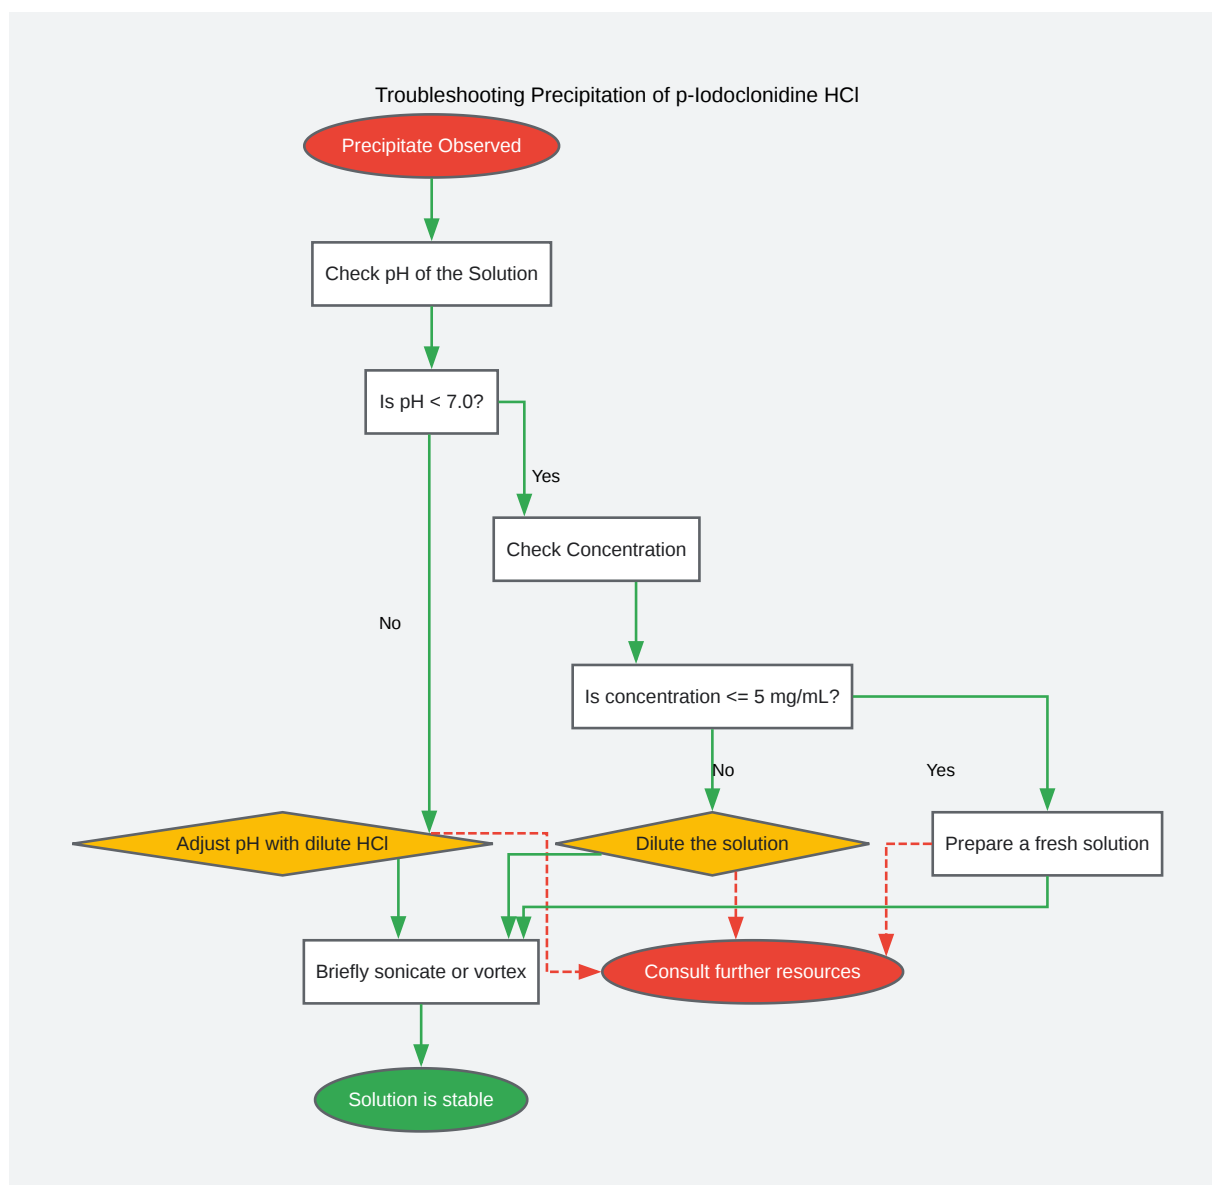 Troubleshooting Precipitation of p-Iodoclonidine HCl
Precipitate Observed
Check pH of the Solution
Is pH < 7.0?
Yes
Check Concentration
No
Is concentration <= 5 mg/mL?
No
Yes
Adjust pH with dilute HCl
Dilute the solution
Prepare a fresh solution
Briefly sonicate or vortex
Consult further resources
Solution is stable